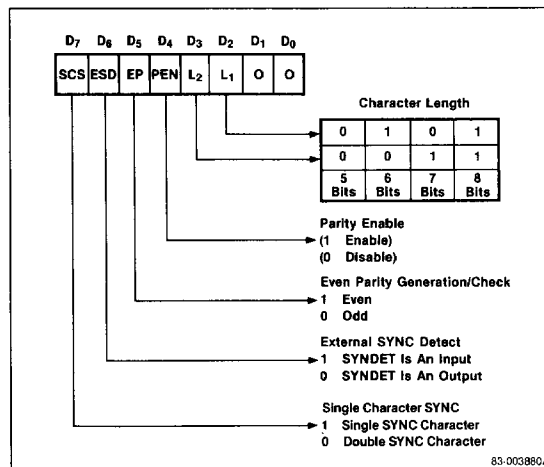 D7 D6 D5 D4 D3 D2 D1 D0
SCS ESD EP PEN L2 L1 O O
Character Length
0 1 0 1
0 0 1 1
5 Bits 6 Bits 7 Bits 8 Bits
Parity Enable
(1 Enable)
(0 Disable)
Even Parity Generation/Check
1 Even
0 Odd
External SYNC Detect
1 SYNDET Is An Input
0 SYNDET Is An Output
Single Character SYNC
1 Single SYNC Character
0 Double SYNC Character
83-003880A